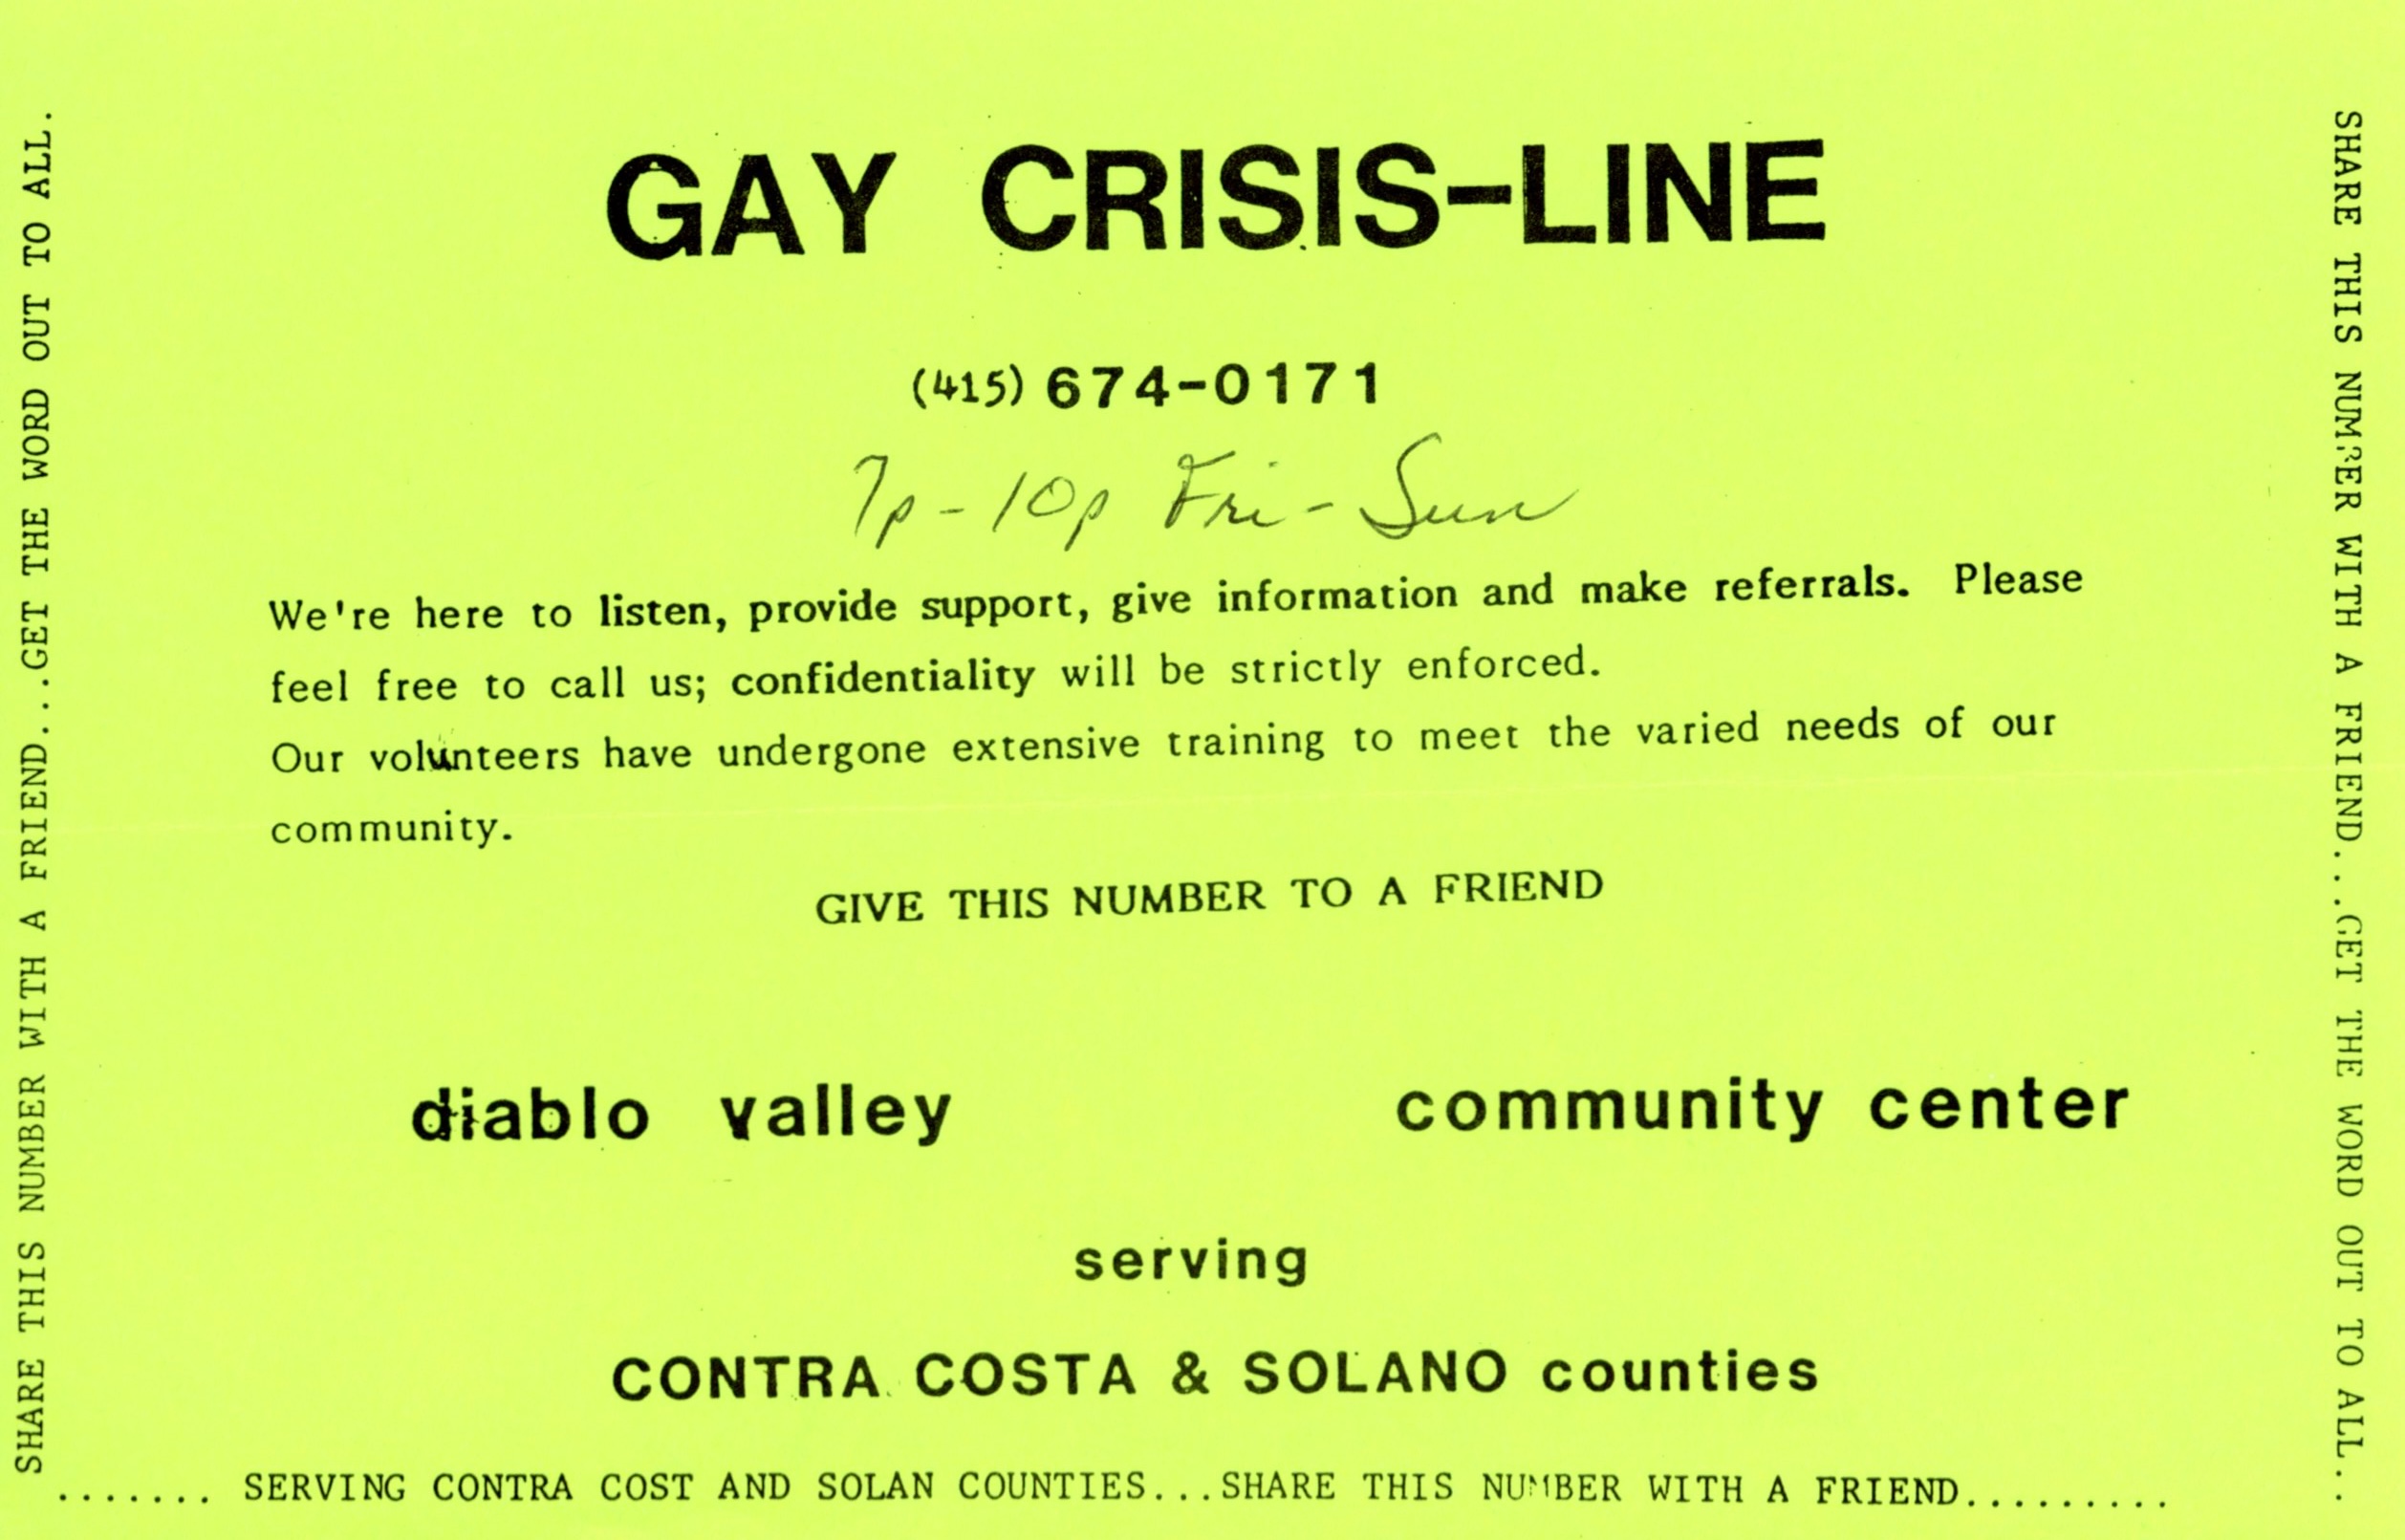 GAY CRISIS-LINE
(415) 674-0171
7p - 10p Fri - Sun
We're here to listen, provide support, give information and make referrals. Please
feel free to call us; confidentiality will be strictly enforced.
Our volunteers have undergone extensive training to meet the varied needs of our
community.
GIVE THIS NUMBER TO A FRIEND
diablo valley community center
serving
CONTRA COSTA & SOLANO counties
....... SERVING CONTRA COST AND SOLAN COUNTIES...SHARE THIS NUMBER WITH A FRIEND.........
SHARE THIS NUMBER WITH A FRIEND...GET THE WORD OUT TO ALL.
SHARE THIS NUMBER WITH A FRIEND...GET THE WORD OUT TO ALL...